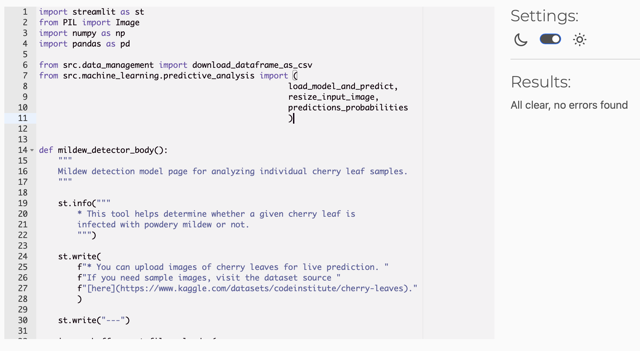 1 import streamlit as st
2 from PIL import Image
3 import numpy as np
4 import pandas as pd
5
6 from src.data_management import download_dataframe_as_csv
7 from src.machine_learning.predictive_analysis import (
8 load_model_and_predict,
9 resize_input_image,
10 predictions_probabilities
11 )
12
13
14 def mildew_detector_body():
15 """
16 Mildew detection model page for analyzing individual cherry leaf samples.
17 """
18
19 st.info("""
20 * This tool helps determine whether a given cherry leaf is
21 infected with powdery mildew or not.
22 """)
23
24 st.write(
25 f"* You can upload images of cherry leaves for live prediction. "
26 f"If you need sample images, visit the dataset source "
27 f"[here](https://www.kaggle.com/datasets/codeinstitute/cherry-leaves)."
28 )
29
30 st.write("---")
31
Settings:
Results:
All clear, no errors found